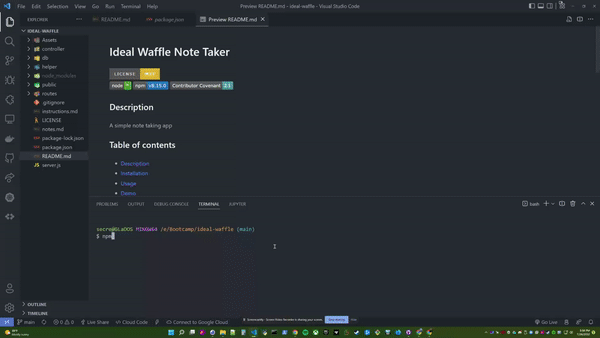 File Edit Selection View Go Run Terminal Help
Preview README.md - ideal-waffle - Visual Studio Code
EXPLORER
README.md
package.json
Preview README.md
IDEAL-WAFFLE
Assets
controller
db
helper
node_modules
public
routes
.gitignore
instructions.md
LICENSE
notes.md
package-lock.json
package.json
README.md
server.js
OUTLINE
TIMELINE
Ideal Waffle Note Taker
LICENSE
node
npm v8.15.0 Contributor Covenant 2.1
Description
A simple note taking app
Table of contents
Description
Installation
Usage
Demo
PROBLEMS OUTPUT DEBUG CONSOLE TERMINAL JUPYTER
bash
/e/Bootcamp/ideal-waffle (main)
$ npm
main
0 0 Live Share Cloud Code Connect to Google Cloud
Go Live